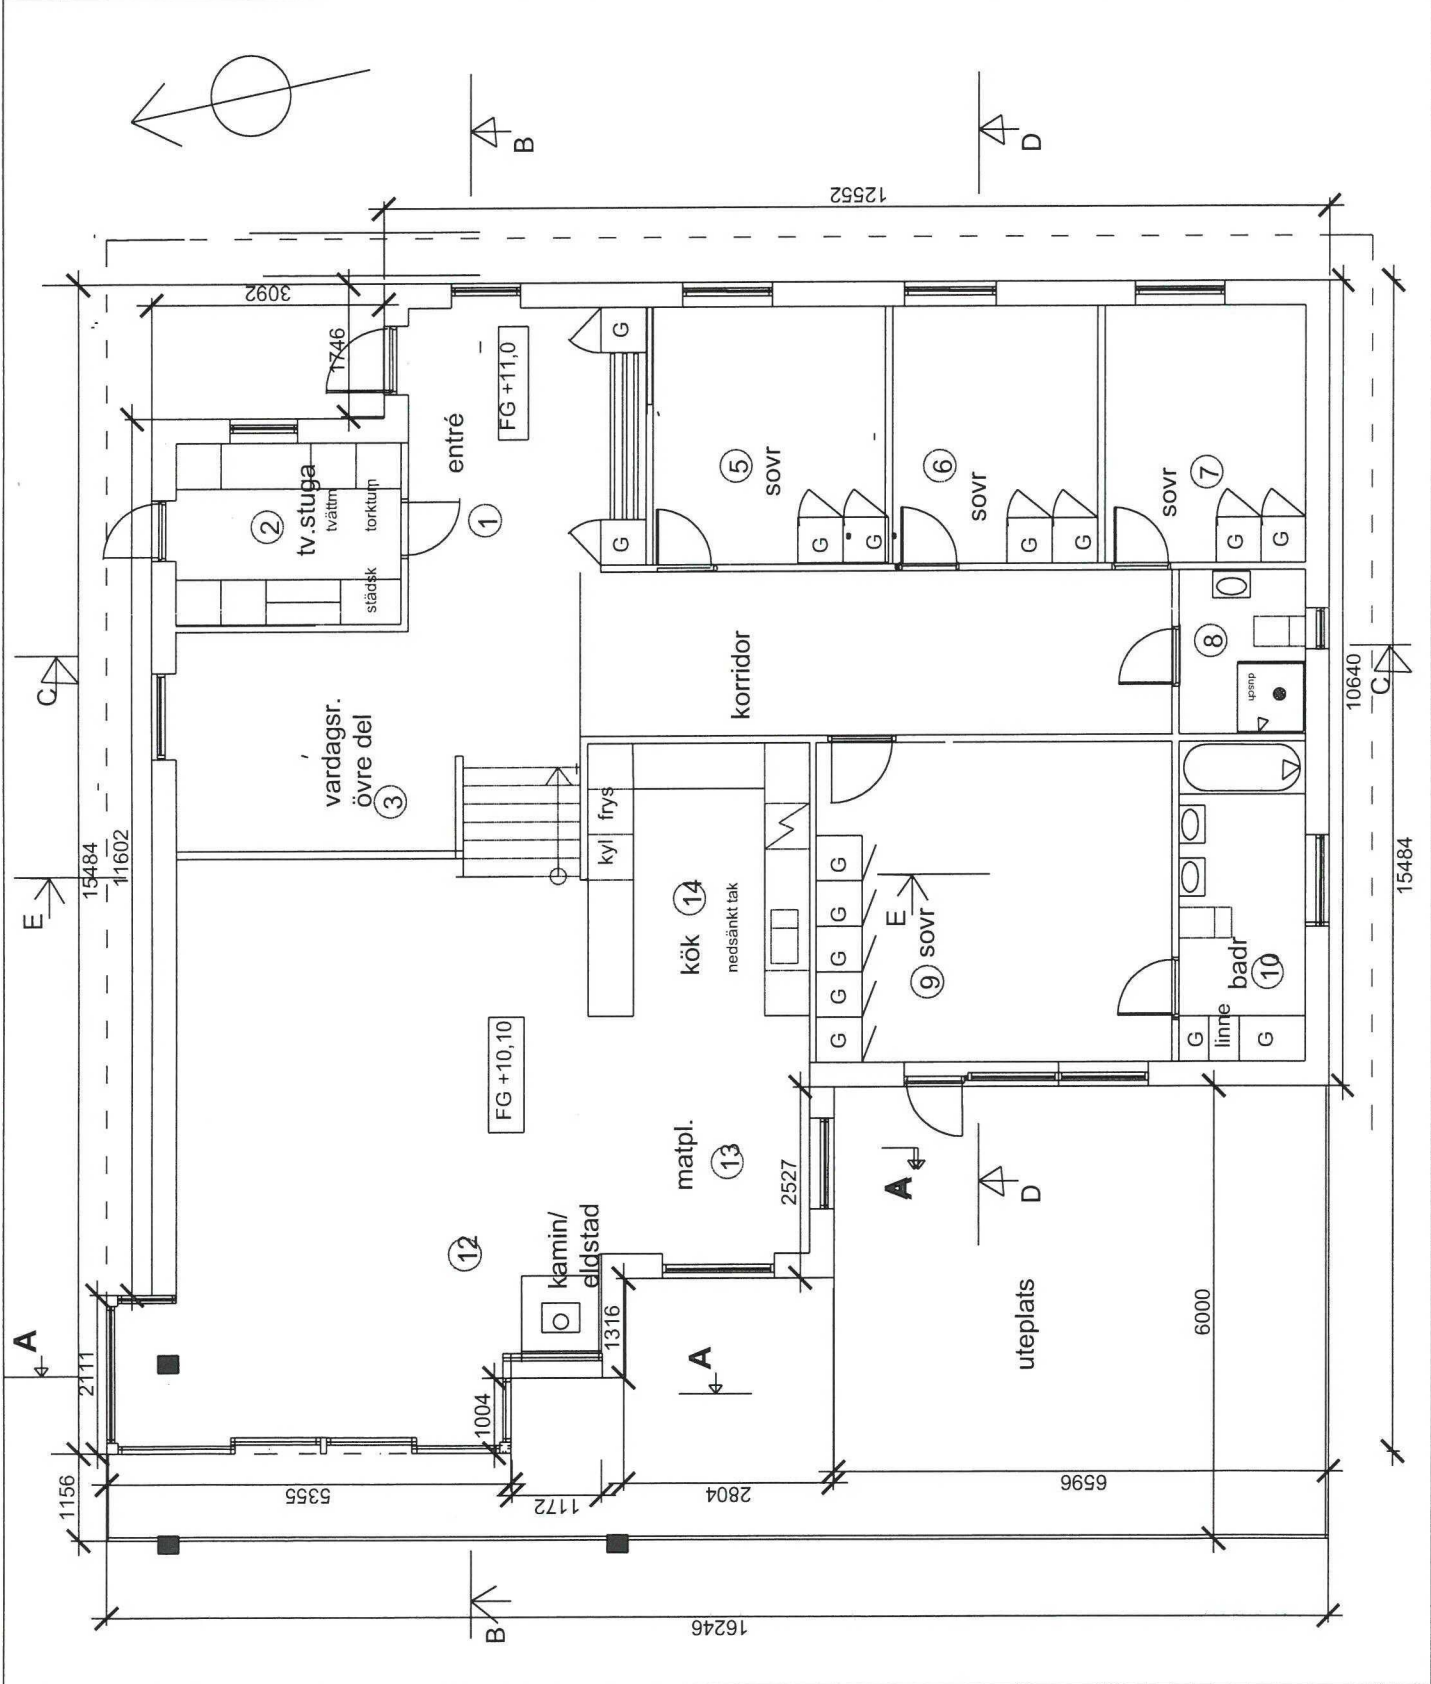 12552
B
D
3092
1746
G
FG +11,0
entré
G
2
tv.stuga
tvättm
torktum
städsk
1
5
sovr
G
G
6
sovr
G
G
7
sovr
G
G
8
dusch
10640
C
C
korridor
vardagsr.
övre del
3
15484
11602
E
kyl
frys
kök
14
nedsänkt tak
G
G
G
G
G
E
9
sovr
badr
10
G
linne
G
15484
FG +10,10
matpl.
13
2527
A
D
12
kamin/
eldstad
1316
A
uteplats
6000
A
2111
1004
1156
5355
1172
2804
6596
B
16246